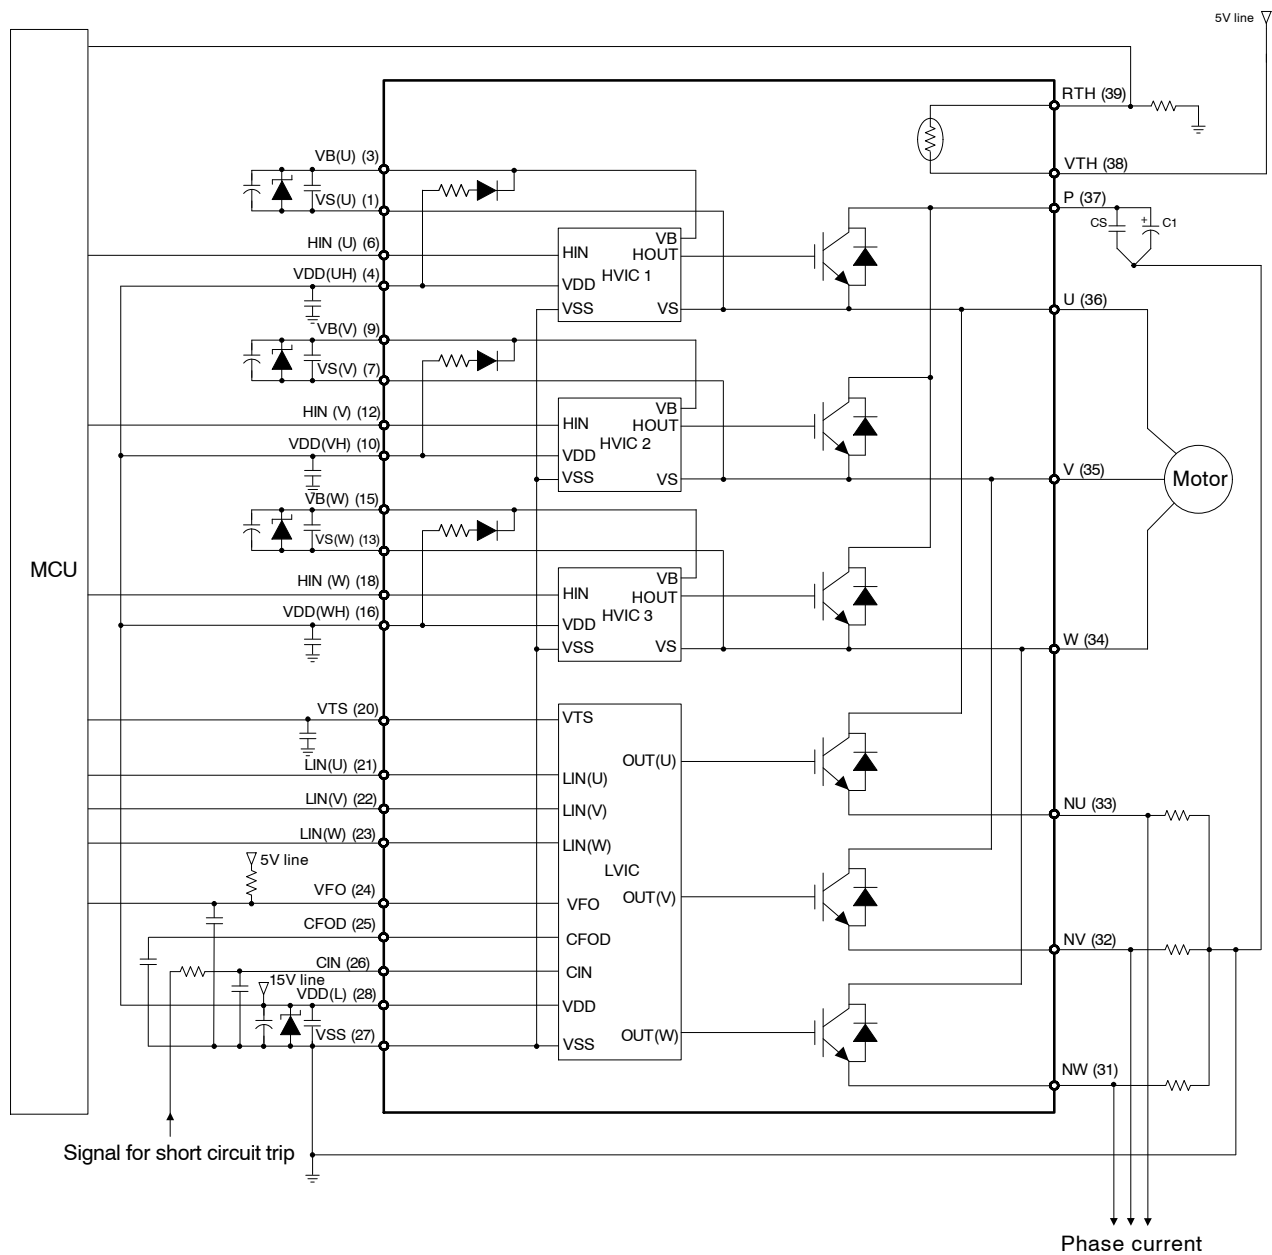 5V line
RTH (39)
VTH (38)
P (37)
CS
+
C1
VB(U) (3)
VS(U) (1)
HIN (U) (6)
VDD(UH) (4)
HIN
VDD
VSS
VB
HOUT
HVIC 1
VS
U (36)
VB(V) (9)
VS(V) (7)
HIN (V) (12)
VDD(VH) (10)
HIN
VDD
VSS
VB
HOUT
HVIC 2
VS
V (35)
Motor
VB(W) (15)
VS(W) (13)
HIN (W) (18)
VDD(WH) (16)
HIN
VDD
VSS
VB
HOUT
HVIC 3
VS
W (34)
MCU
VTS (20)
LIN(U) (21)
LIN(V) (22)
LIN(W) (23)
5V line
VFO (24)
CFOD (25)
CIN (26)
15V line
VDD(L) (28)
VSS (27)
VTS
LIN(U)
LIN(V)
LIN(W)
LVIC
VFO
CFOD
CIN
VDD
VSS
OUT(U)
OUT(V)
OUT(W)
NU (33)
NV (32)
NW (31)
Signal for short circuit trip
Phase current